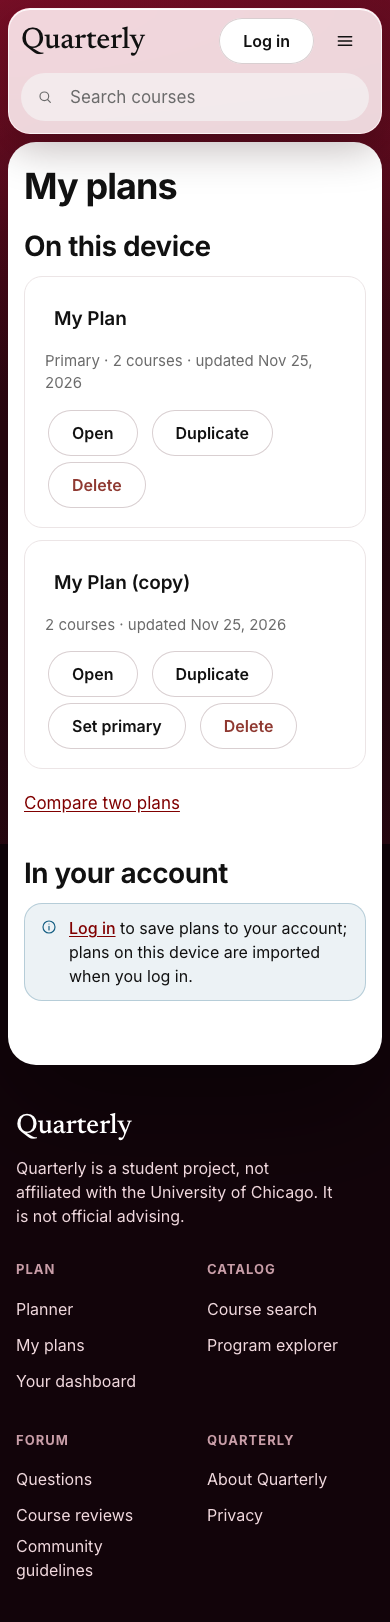 Quarterly
Log in
Search courses
My plans
On this device
My Plan
Primary · 2 courses · updated Nov 25,
2026
Open
Duplicate
Delete
My Plan (copy)
2 courses · updated Nov 25, 2026
Open
Duplicate
Set primary
Delete
Compare two plans
In your account
Log in to save plans to your account;
plans on this device are imported
when you log in.
Quarterly
Quarterly is a student project, not
affiliated with the University of Chicago. It
is not official advising.
PLAN
Planner
My plans
Your dashboard
CATALOG
Course search
Program explorer
FORUM
Questions
Course reviews
Community
guidelines
QUARTERLY
About Quarterly
Privacy